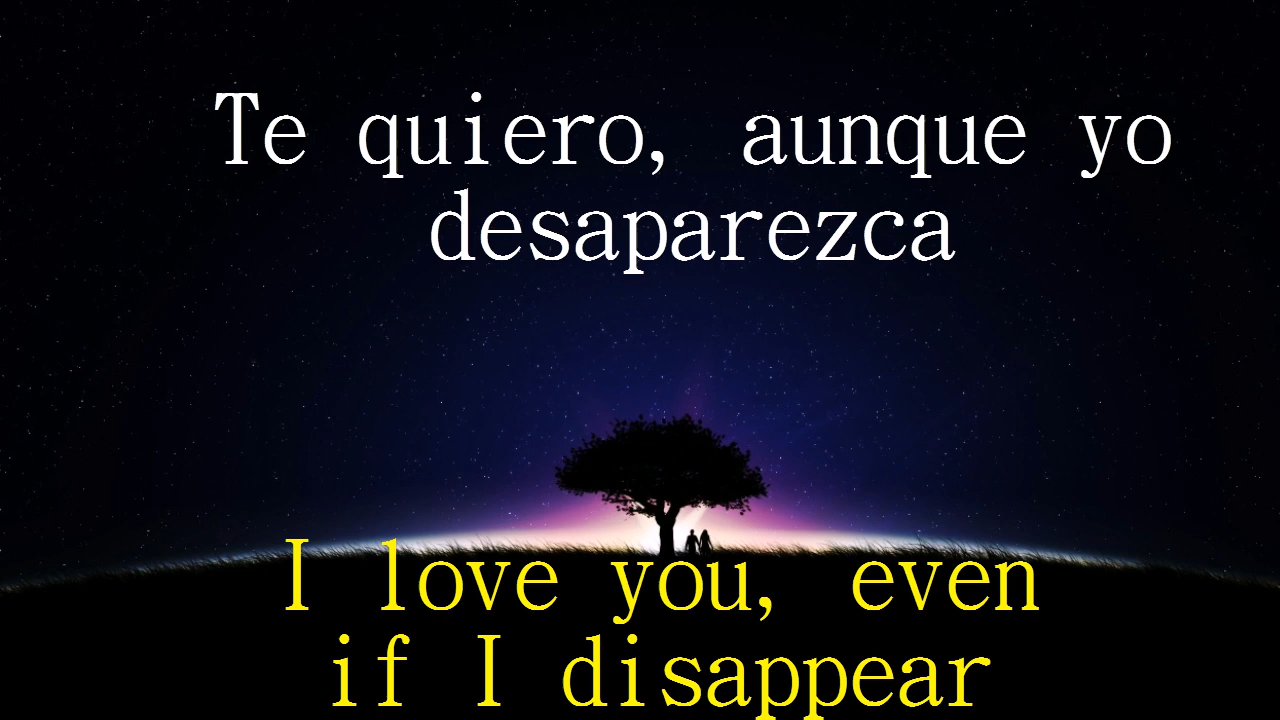 Te quiero, aunque yo
desaparezca
I love you, even
if I disappear